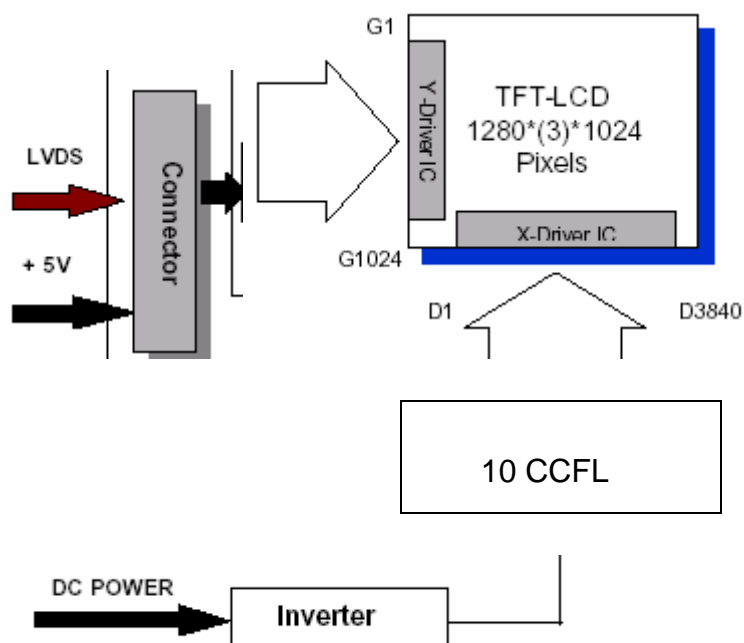 G1
Y-Driver IC
TFT-LCD
1280*(3)*1024
Pixels
LVDS
Connector
+ 5V
X-Driver IC
G1024
D1
D3840
10 CCFL
DC POWER
Inverter